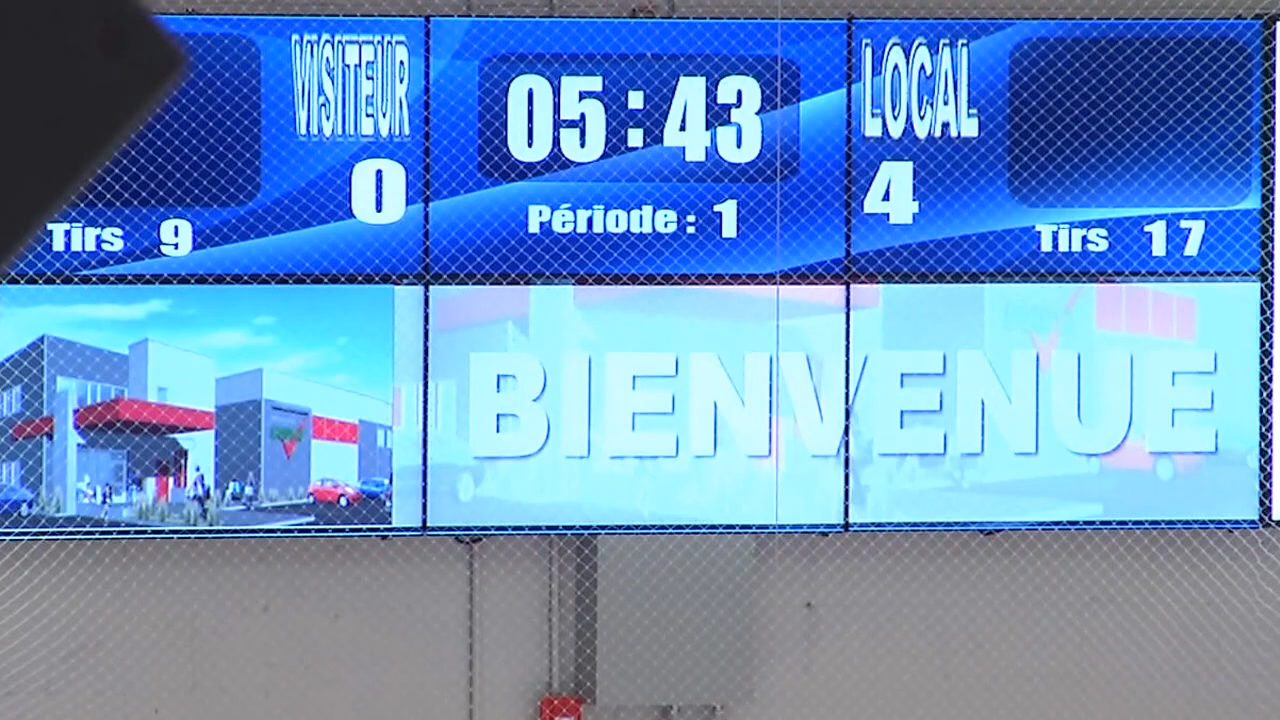 VISITEUR
0
Tirs 9
05:43
Période: 1
LOCAL
4
Tirs 17
BIENVENUE